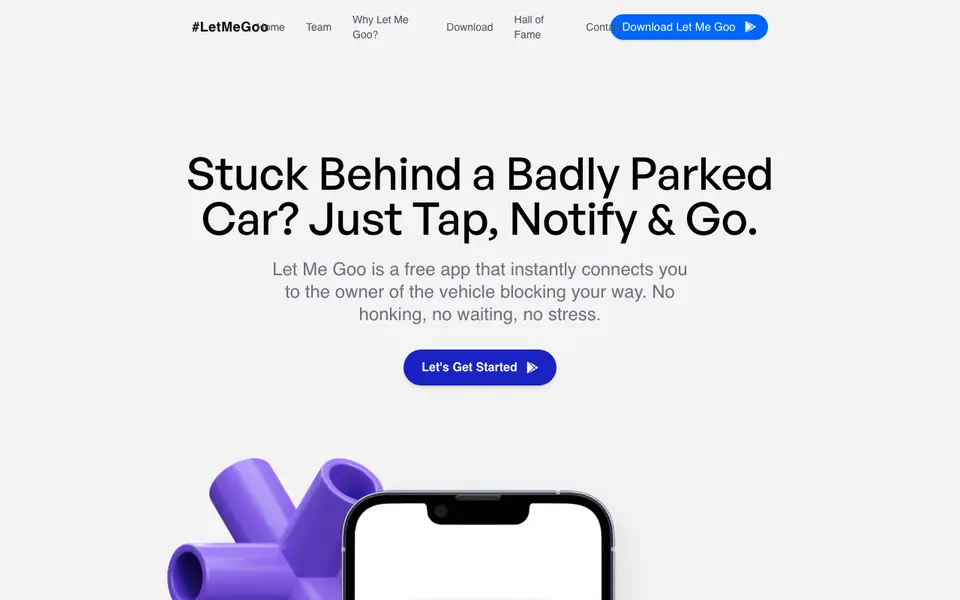 #LetMeGoo
Home
Team
Why Let Me
Goo?
Download
Hall of
Fame
Conta
Download Let Me Goo
Stuck Behind a Badly Parked
Car? Just Tap, Notify & Go.
Let Me Goo is a free app that instantly connects you
to the owner of the vehicle blocking your way. No
honking, no waiting, no stress.
Let's Get Started